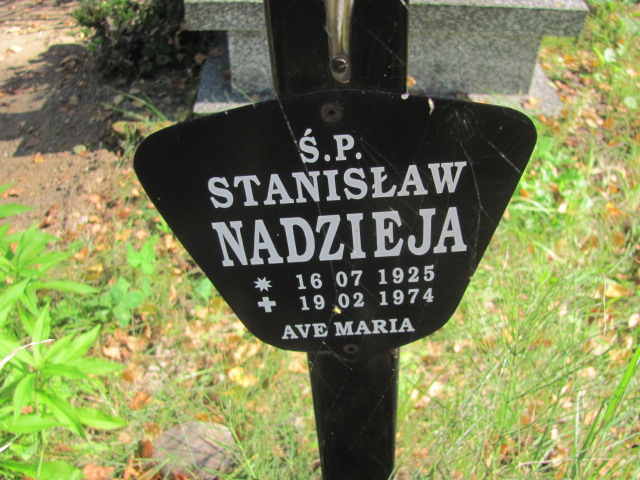 Ś.P.
STANISŁAW
NADZIEJA
16 07 1925
19 02 1974
AVE MARIA